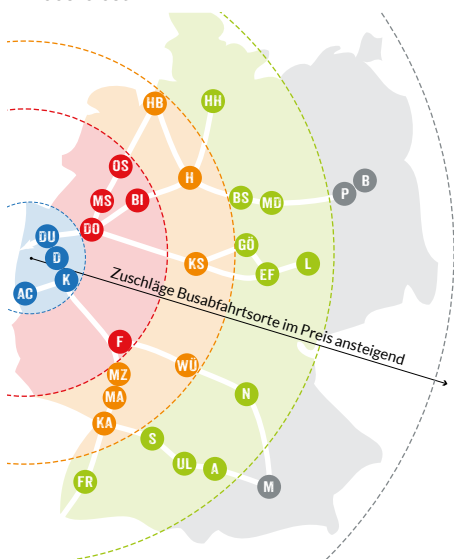 HB
HH
OS
H
MS
BI
BS
MD
P
B
DO
DU
D
K
AC
KS
GÖ
EF
L
Zuschläge Busabfahrtsorte im Preis ansteigend
F
MZ
MA
KA
WÜ
N
S
UL
A
M
FR